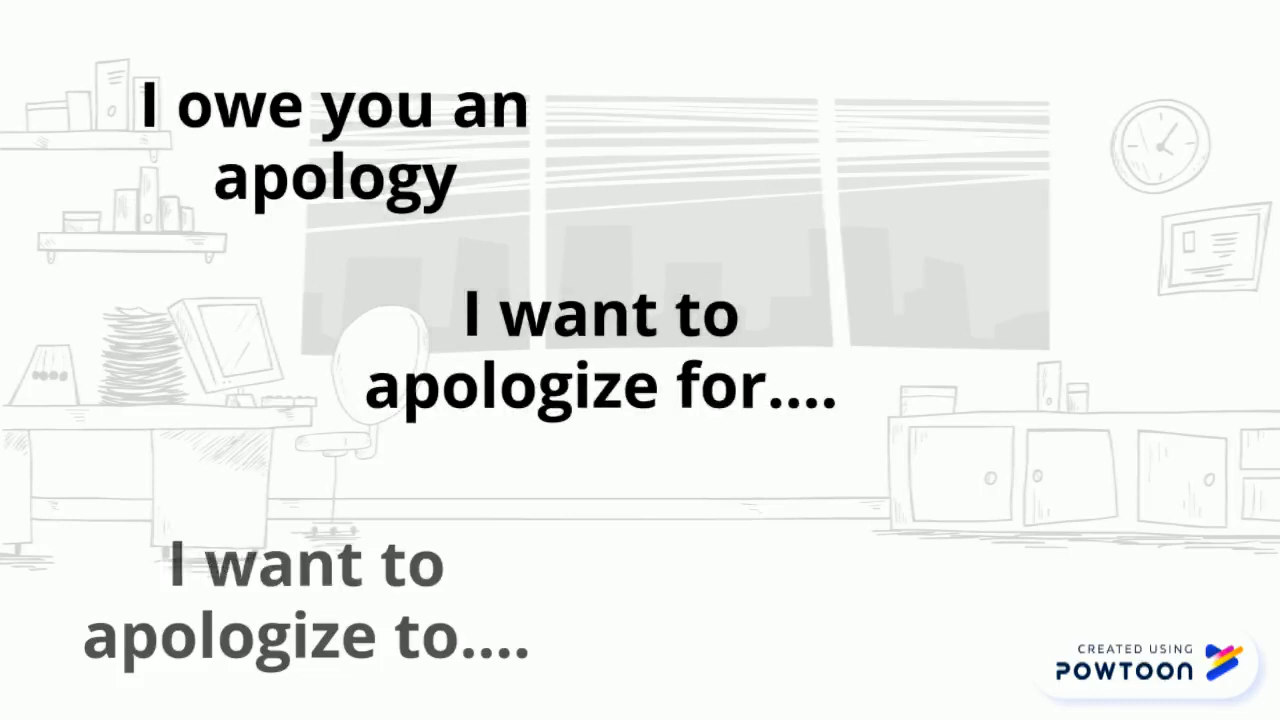 I owe you an
apology
I want to
apologize for....
I want to
apologize to....
CREATED USING
POWTOON